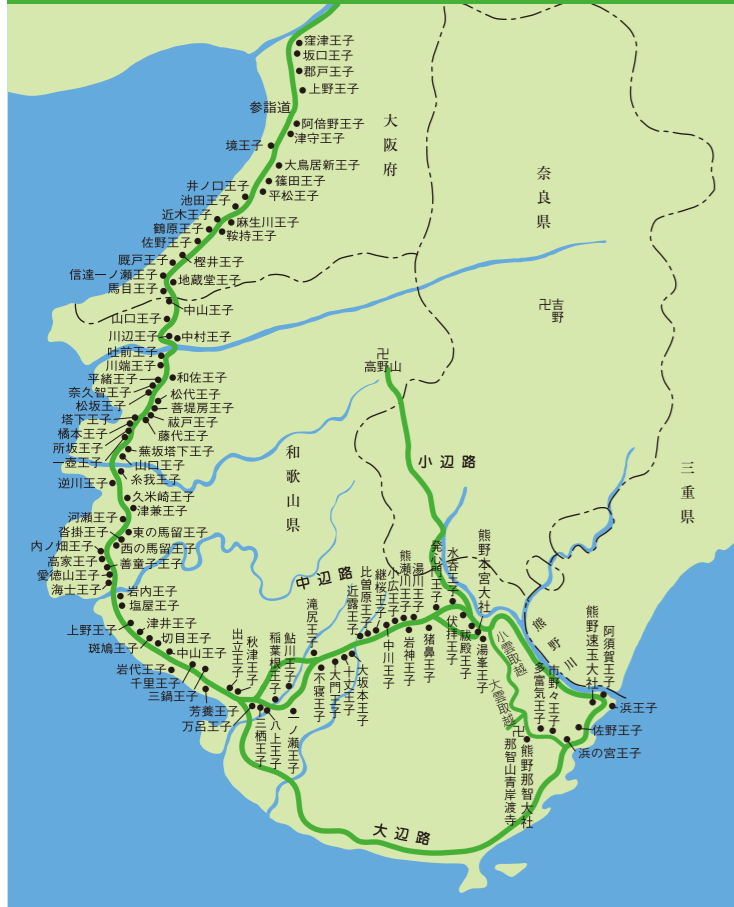 窪津王子
坂口王子
郡戸王子
上野王子
参詣道
阿倍野王子
津守王子
境王子
大阪府
大鳥居新王子
篠田王子
平松王子
井ノ口王子
池田王子
近木王子
麻生川王子
鶴原王子
鞍持王子
佐野王子
奈良県
厩戸王子
樫井王子
信達一ノ瀬王子
地蔵堂王子
馬目王子
中山王子
山口王子
川辺王子
中村王子
吐前王子
川端王子
卍吉野
卍
高野山
平緒王子
和佐王子
奈久智王子
松代王子
松坂王子
菩提房王子
塔下王子
祓戸王子
橘本王子
藤代王子
所坂王子
蕪坂塔下王子
一壺王子
山口王子
糸我王子
逆川王子
久米崎王子
津兼王子
河瀬王子
和歌山県
小辺路
三重県
沓掛王子
東の馬留王子
内ノ畑王子
西の馬留王子
高家王子
善童子王子
愛徳山王子
海士王子
岩内王子
塩屋王子
上野王子
津井王子
斑鳩王子
切目王子
中山王子
岩代王子
千里王子
三鍋王子
芳養王子
万呂王子
出立王子
秋津王子
三栖王子
八上王子
稲葉根王子
鮎川王子
一ノ瀬王子
中辺路
滝尻王子
不寝王子
大門王子
十丈王子
大坂本王子
近露王子
比曽原王子
継桜王子
中川王子
小広王子
熊瀬川王子
岩神王子
湯川王子
猪鼻王子
発心門王子
水呑王子
伏拝王子
祓殿王子
熊野本宮大社
湯峯王子
小雲取越
大雲取越
熊野川
熊野速玉大社
阿須賀王子
浜王子
佐野王子
浜の宮王子
市野々王子
多富気王子
熊野那智大社
卍那智山青岸渡寺
大辺路